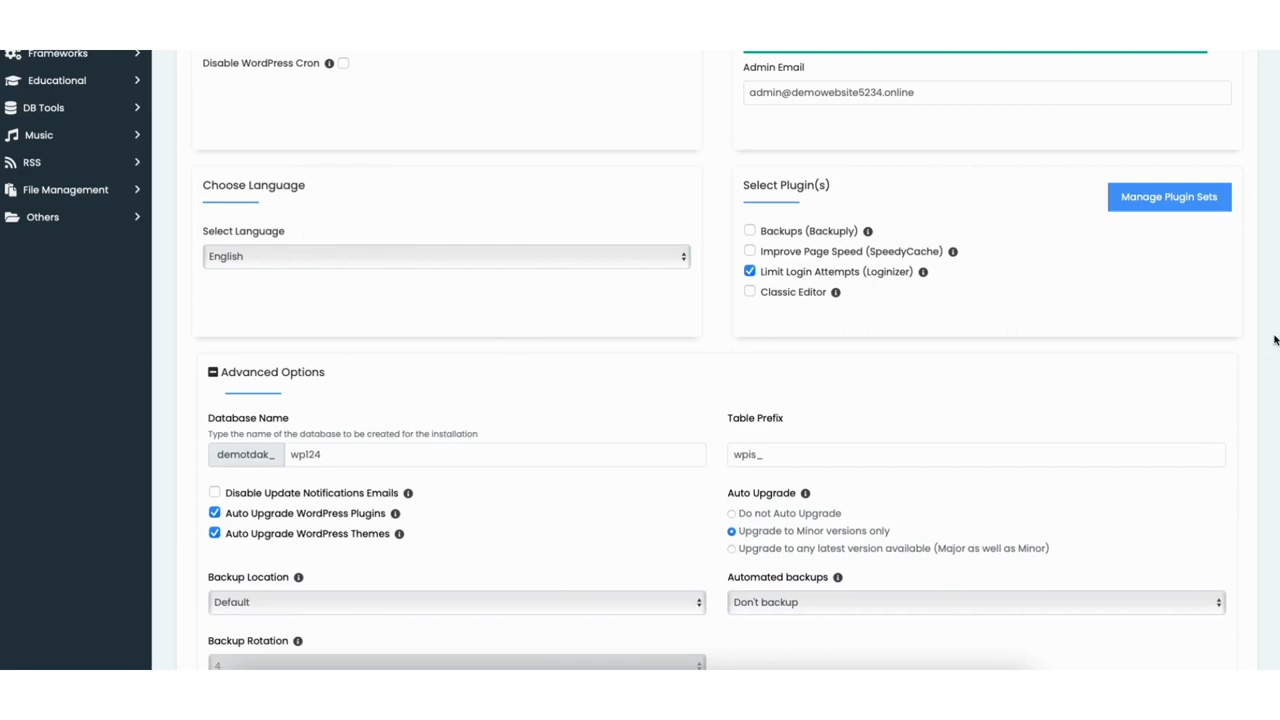 Frameworks
Educational
DB Tools
Music
RSS
File Management
Others
Disable WordPress Cron
Admin Email
admin@demowebsite5234.online
Choose Language
Select Language
English
Select Plugin(s)
Manage Plugin Sets
Backups (Backuply)
Improve Page Speed (SpeedyCache)
Limit Login Attempts (Loginizer)
Classic Editor
Advanced Options
Database Name
Type the name of the database to be created for the installation
demotdak_ wp124
Table Prefix
wpis_
Disable Update Notifications Emails
Auto Upgrade WordPress Plugins
Auto Upgrade WordPress Themes
Auto Upgrade
Do not Auto Upgrade
Upgrade to Minor versions only
Upgrade to any latest version available (Major as well as Minor)
Backup Location
Default
Automated backups
Don't backup
Backup Rotation
4